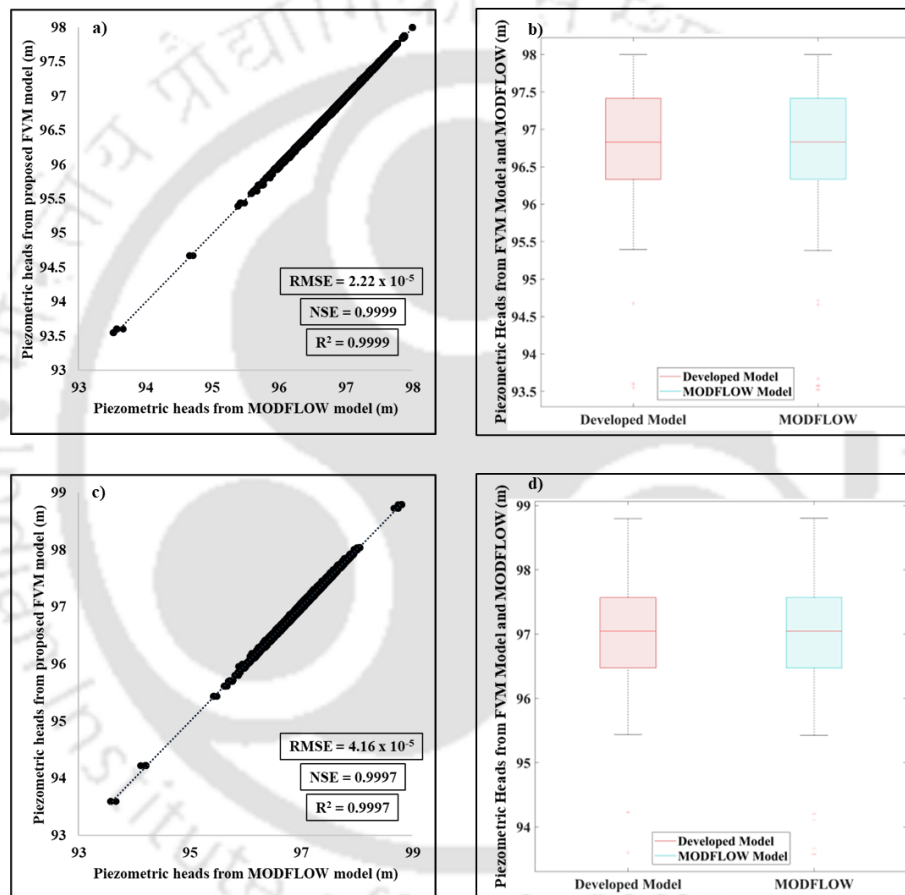 a)
Piezometric heads from proposed FVM model (m)
98
97.5
97
96.5
96
95.5
95
94.5
94
93.5
93
RMSE = 2.22 x 10⁻⁵
NSE = 0.9999
R² = 0.9999
93 94 95 96 97 98
Piezometric heads from MODFLOW model (m)
b)
Piezometric Heads from FVM Model and MODFLOW (m)
98
97.5
97
96.5
96
95.5
95
94.5
94
93.5
Developed Model
MODFLOW Model
Developed Model MODFLOW
c)
Piezometric heads from proposed FVM model (m)
99
98
97
96
95
94
93
RMSE = 4.16 x 10⁻⁵
NSE = 0.9997
R² = 0.9997
93 95 97 99
Piezometric heads from MODFLOW model (m)
d)
Piezometric Heads from FVM Model and MODFLOW (m)
99
98
97
96
95
94
Developed Model
MODFLOW Model
Developed Model MODFLOW
Institute